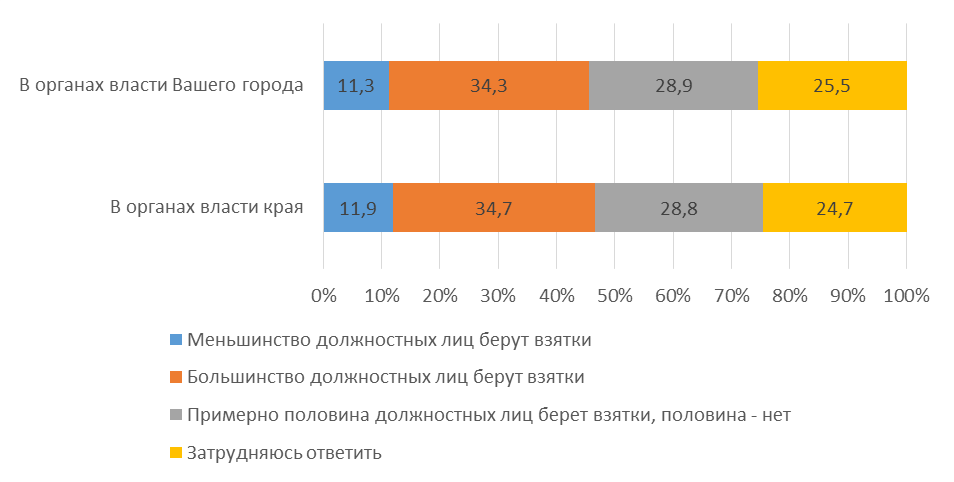 В органах власти Вашего города
11,3 34,3 28,9 25,5
В органах власти края
11,9 34,7 28,8 24,7
0% 10% 20% 30% 40% 50% 60% 70% 80% 90% 100%
Меньшинство должностных лиц берут взятки
Большинство должностных лиц берут взятки
Примерно половина должностных лиц берет взятки, половина - нет
Затрудняюсь ответить